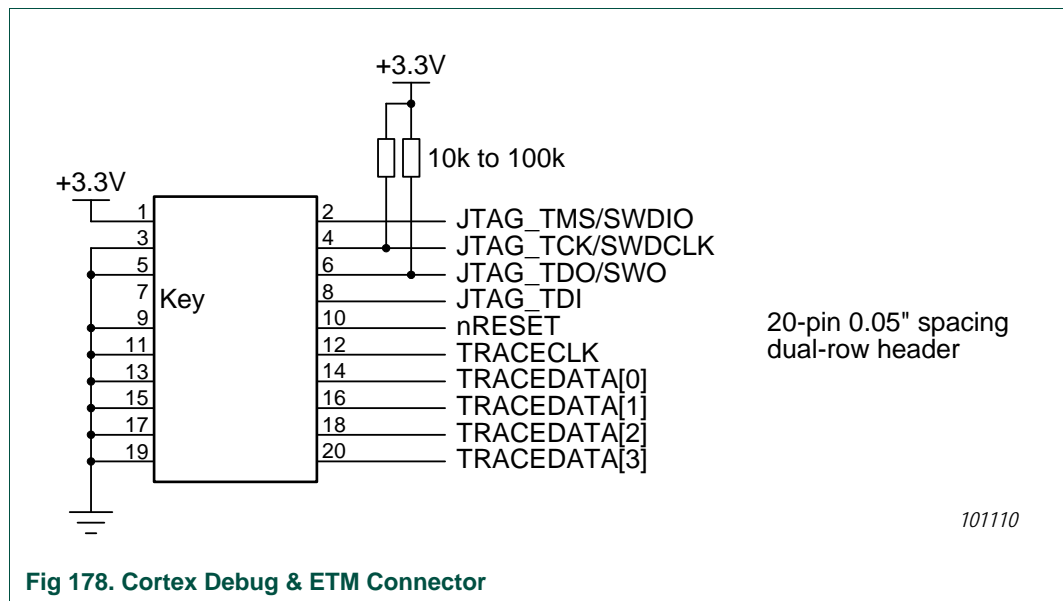 +3.3V
10k to 100k
+3.3V
1
2
JTAG_TMS/SWDIO
3
4
JTAG_TCK/SWDCLK
5
6
JTAG_TDO/SWO
7
Key
8
JTAG_TDI
9
10
nRESET
11
12
TRACECLK
13
14
TRACEDATA[0]
15
16
TRACEDATA[1]
17
18
TRACEDATA[2]
19
20
TRACEDATA[3]
20-pin 0.05" spacing
dual-row header
101110
Fig 178. Cortex Debug & ETM Connector